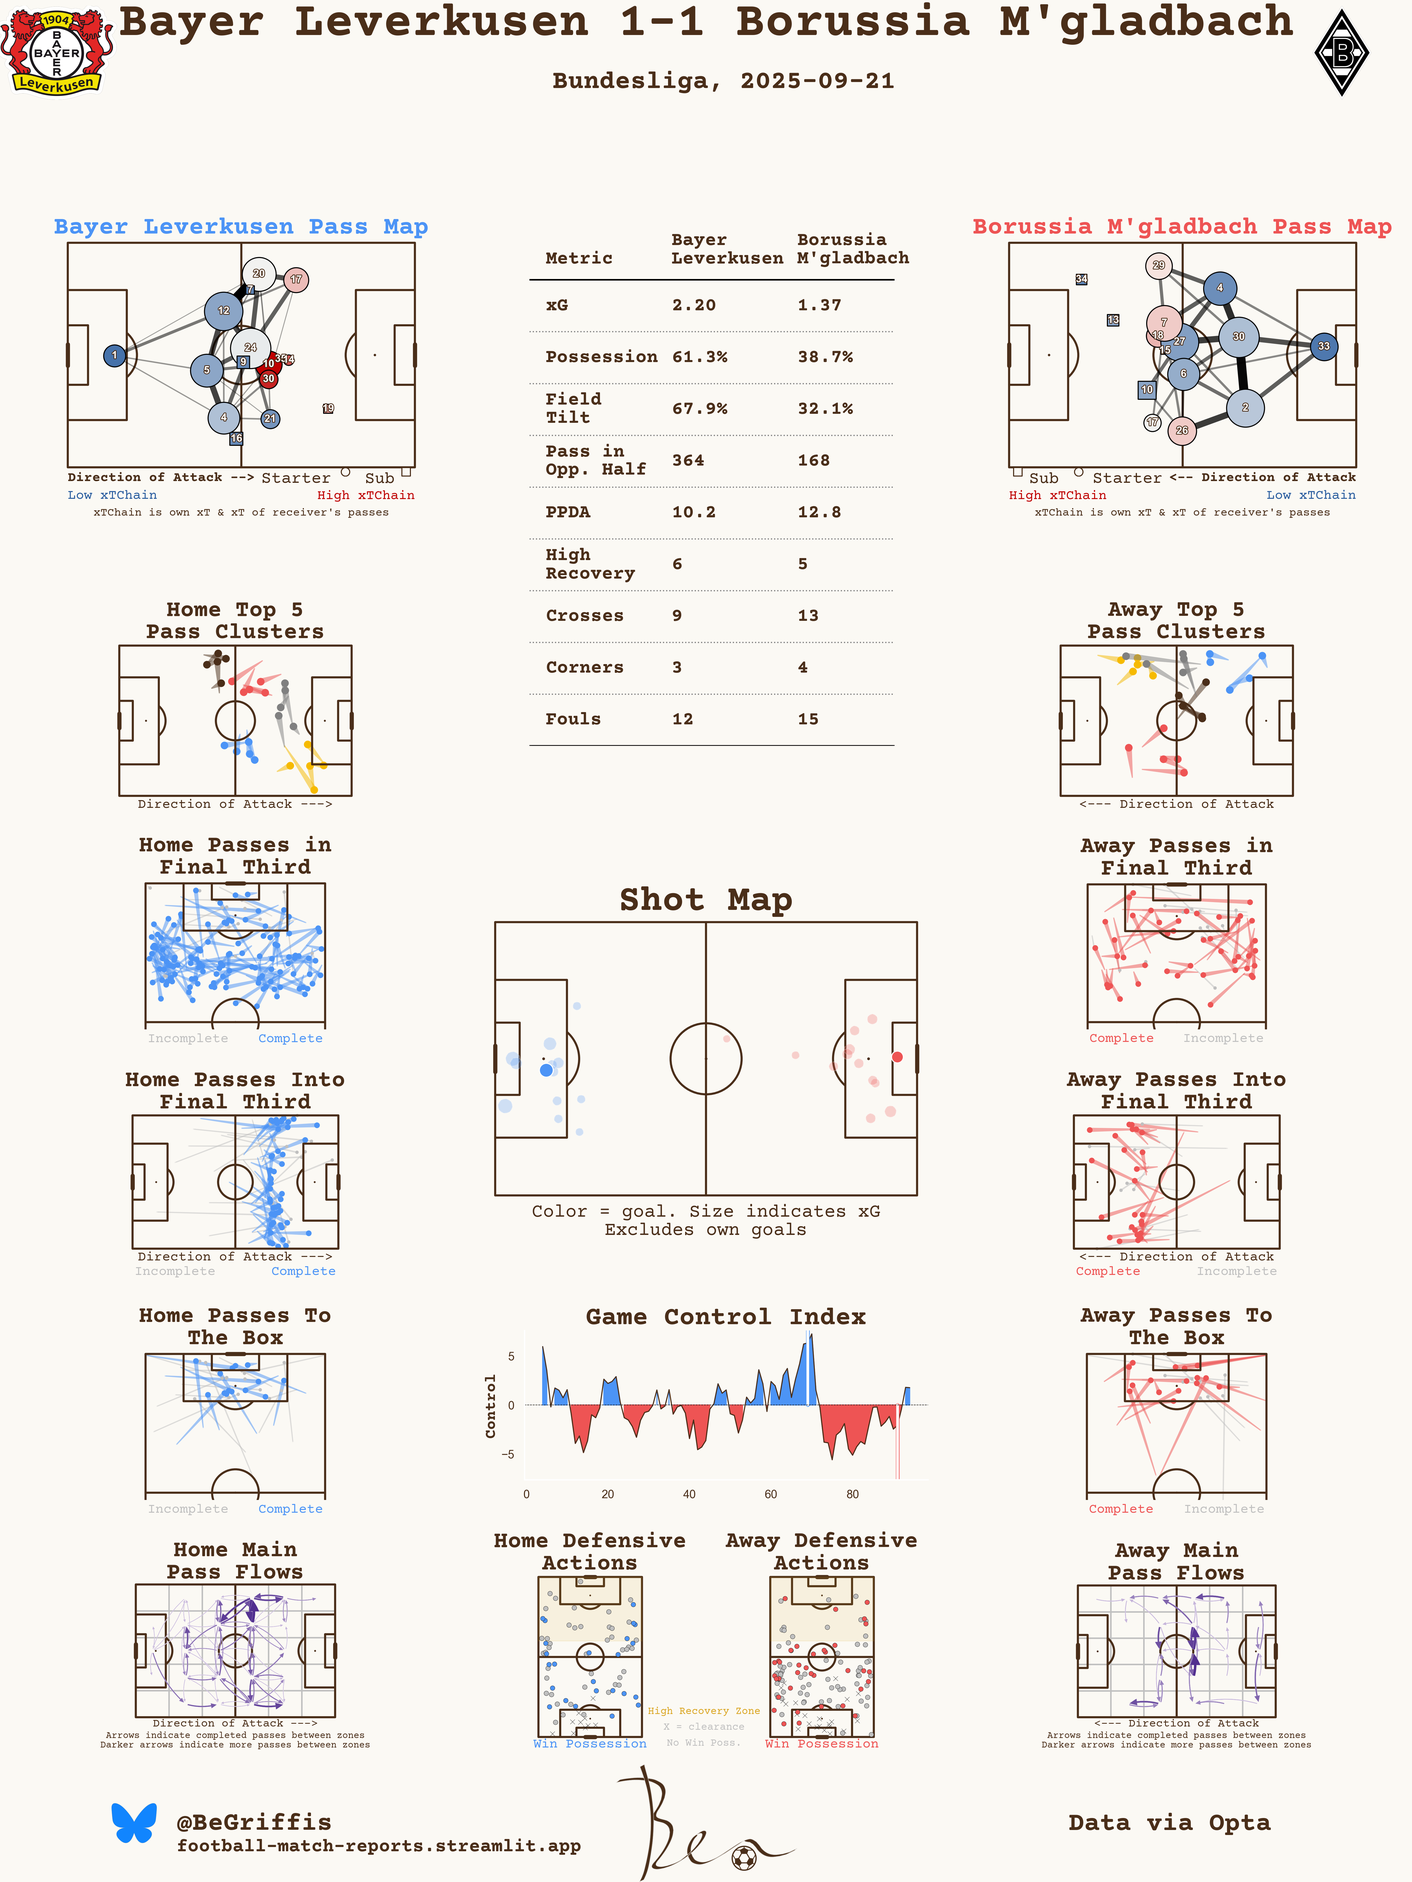 Bayer Leverkusen 1-1 Borussia M'gladbach
Bundesliga, 2025-09-21
1904
BAYER
BAYER
Leverkusen
B
Bayer Leverkusen Pass Map
20
17
7
12
24
1
9
10
34
14
5
30
19
4
21
16
Direction of Attack --> Starter Sub
Low xTChain High xTChain
xTChain is own xT & xT of receiver's passes
Metric Bayer Leverkusen Borussia M'gladbach
xG 2.20 1.37
Possession 61.3% 38.7%
Field Tilt 67.9% 32.1%
Pass in Opp. Half 364 168
PPDA 10.2 12.8
High Recovery 6 5
Crosses 9 13
Corners 3 4
Fouls 12 15
Borussia M'gladbach Pass Map
29
34
4
13
7
18
27
15
30
33
6
10
2
17
26
Sub Starter <-- Direction of Attack
High xTChain Low xTChain
xTChain is own xT & xT of receiver's passes
Home Top 5
Pass Clusters
Direction of Attack --->
Away Top 5
Pass Clusters
<--- Direction of Attack
Home Passes in
Final Third
Incomplete Complete
Away Passes in
Final Third
Complete Incomplete
Shot Map
Color = goal. Size indicates xG
Excludes own goals
Home Passes Into
Final Third
Direction of Attack --->
Incomplete Complete
Away Passes Into
Final Third
<--- Direction of Attack
Complete Incomplete
Home Passes To
The Box
Incomplete Complete
Game Control Index
Control
5
0
−5
0 20 40 60 80
Away Passes To
The Box
Complete Incomplete
Home Main
Pass Flows
Direction of Attack --->
Arrows indicate completed passes between zones
Darker arrows indicate more passes between zones
Home Defensive
Actions
Win Possession
Away Defensive
Actions
Win Possession
High Recovery Zone
X = clearance
No Win Poss.
Away Main
Pass Flows
<--- Direction of Attack
Arrows indicate completed passes between zones
Darker arrows indicate more passes between zones
@BeGriffis
football-match-reports.streamlit.app
Ben
Data via Opta